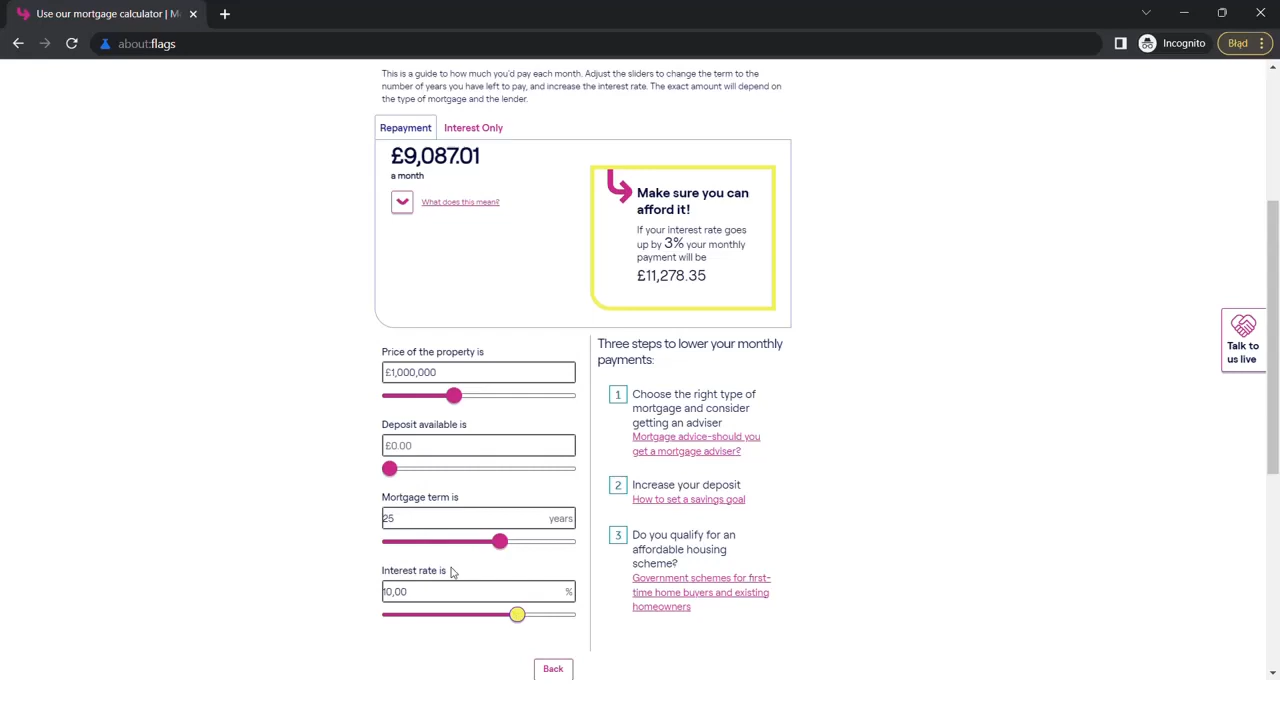 Use our mortgage calculator | M
about:flags
Incognito
Błąd
This is a guide to how much you'd pay each month. Adjust the sliders to change the term to the
number of years you have left to pay, and increase the interest rate. The exact amount will depend on
the type of mortgage and the lender.
Repayment
Interest Only
£9,087.01
a month
What does this mean?
Make sure you can
afford it!
If your interest rate goes
up by 3% your monthly
payment will be
£11,278.35
Price of the property is
£1,000,000
Deposit available is
£0.00
Mortgage term is
25 years
Interest rate is
10,00 %
Three steps to lower your monthly
payments:
1 Choose the right type of
mortgage and consider
getting an adviser
Mortgage advice-should you
get a mortgage adviser?
2 Increase your deposit
How to set a savings goal
3 Do you qualify for an
affordable housing
scheme?
Government schemes for first-
time home buyers and existing
homeowners
Back
Talk to
us live